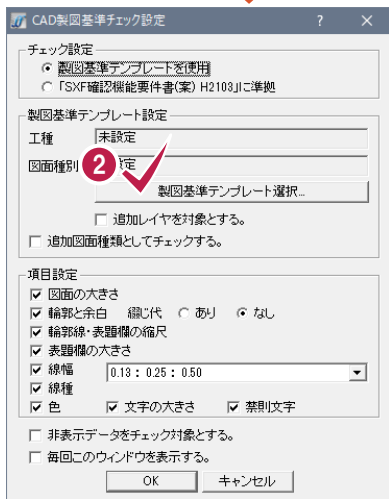 CAD製図基準チェック設定
チェック設定
製図基準テンプレートを使用
「SXF確認機能要件書(案) H2103」に準拠
製図基準テンプレート設定
工種 未設定
図面種別 定
2
製図基準テンプレート選択...
追加レイヤを対象とする。
追加図面種類としてチェックする。
項目設定
図面の大きさ
輪郭と余白 綴じ代 あり なし
輪郭線・表題欄の縮尺
表題欄の大きさ
線幅 0.13 : 0.25 : 0.50
線種
色 文字の大きさ 禁則文字
非表示データをチェック対象とする。
毎回このウィンドウを表示する。
OK キャンセル